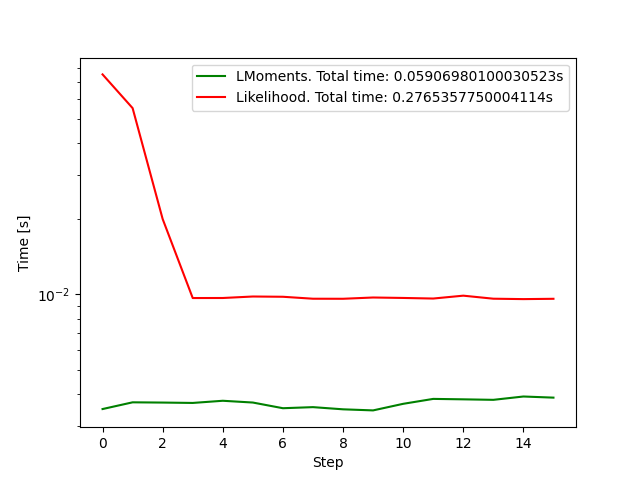 LMoments. Total time: 0.05906980100030523s
Likelihood. Total time: 0.2765357750004114s
Time [s]
10⁻²
0 2 4 6 8 10 12 14
Step